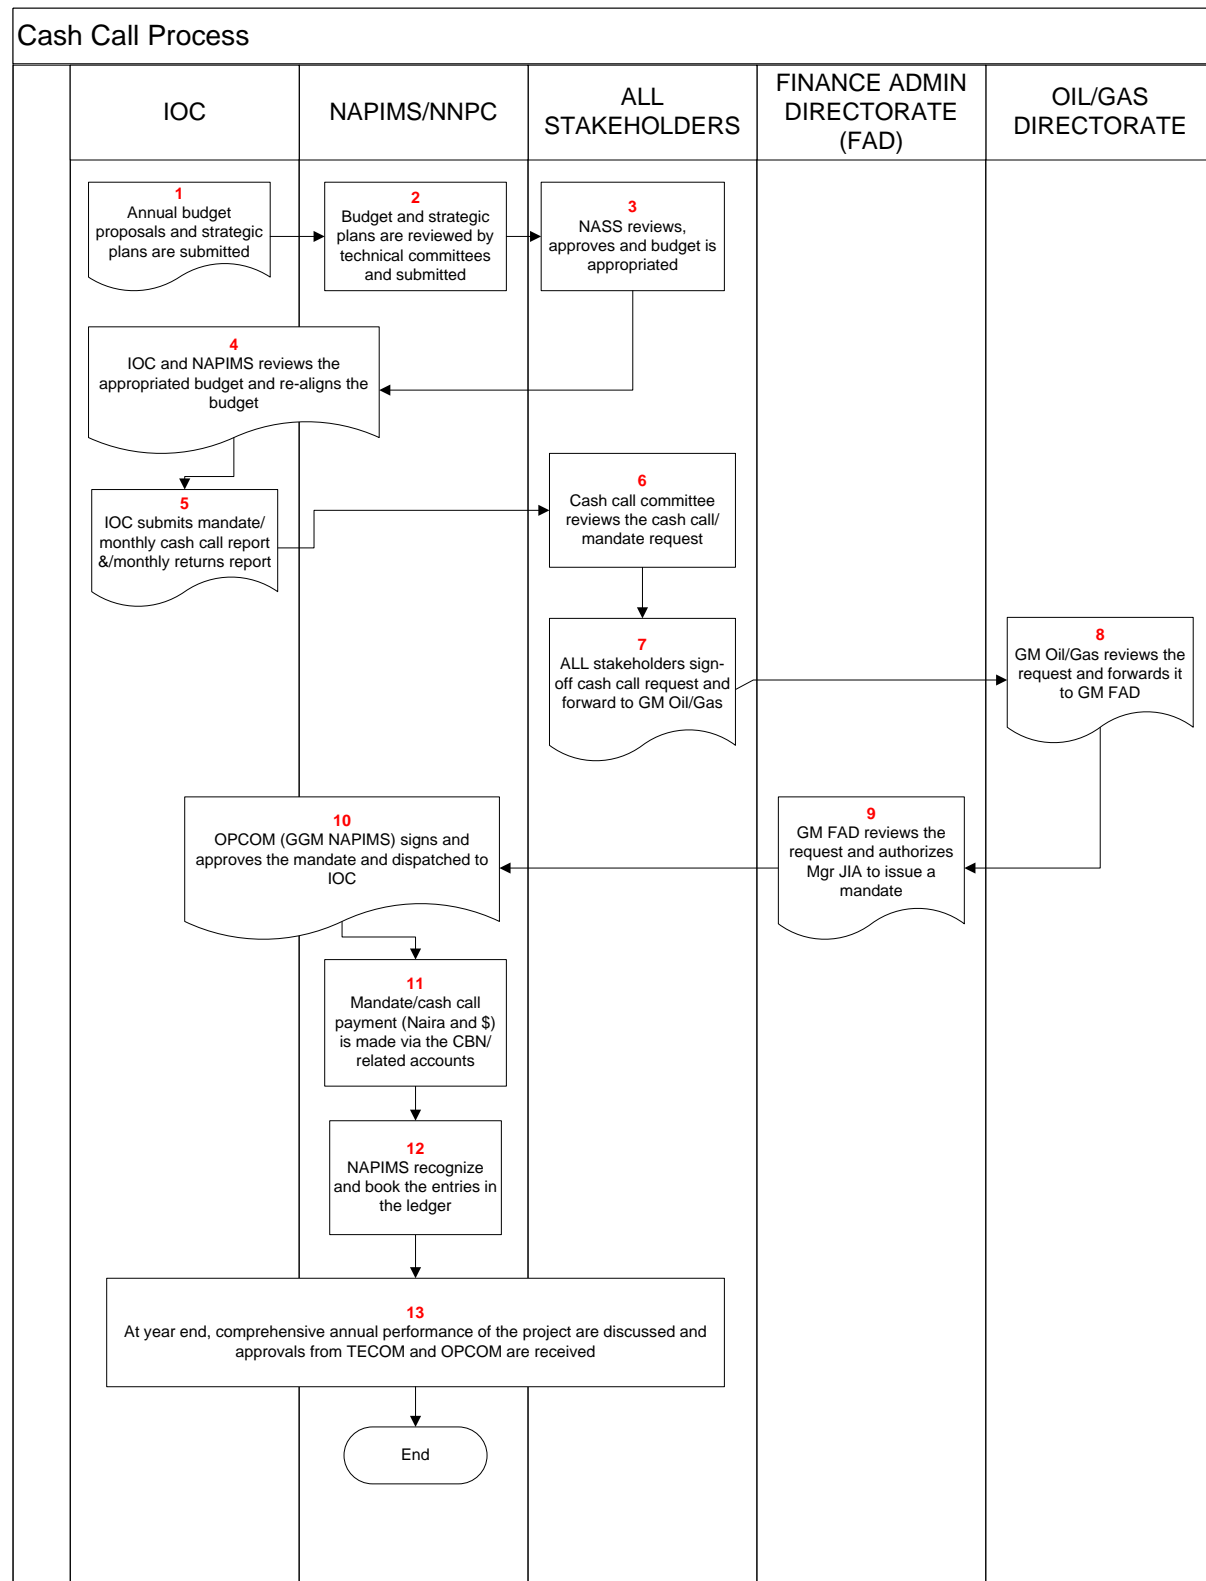 Cash Call Process
IOC
NAPIMS/NNPC
ALL
STAKEHOLDERS
FINANCE ADMIN
DIRECTORATE
(FAD)
OIL/GAS
DIRECTORATE
1
Annual budget
proposals and strategic
plans are submitted
2
Budget and strategic
plans are reviewed by
technical committees
and submitted
3
NASS reviews,
approves and budget is
appropriated
4
IOC and NAPIMS reviews the
appropriated budget and re-aligns the
budget
5
IOC submits mandate/
monthly cash call report
&/monthly returns report
6
Cash call committee
reviews the cash call/
mandate request
7
ALL stakeholders sign-
off cash call request and
forward to GM Oil/Gas
8
GM Oil/Gas reviews the
request and forwards it
to GM FAD
9
GM FAD reviews the
request and authorizes
Mgr JIA to issue a
mandate
10
OPCOM (GGM NAPIMS) signs and
approves the mandate and dispatched to
IOC
11
Mandate/cash call
payment (Naira and $)
is made via the CBN/
related accounts
12
NAPIMS recognize
and book the entries in
the ledger
13
At year end, comprehensive annual performance of the project are discussed and
approvals from TECOM and OPCOM are received
End